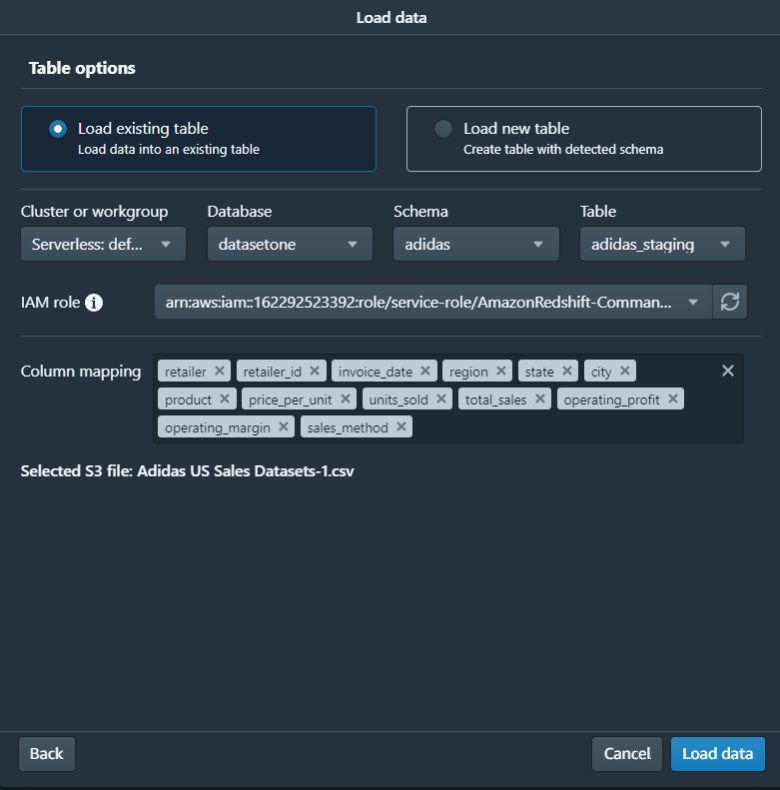 Load data
Table options
Load existing table
Load data into an existing table
Load new table
Create table with detected schema
Cluster or workgroup
Database
Schema
Table
Serverless: def...
datasetone
adidas
adidas_staging
IAM role
arn:aws:iam::162292523392:role/service-role/AmazonRedshift-Comman...
Column mapping
retailer retailer_id invoice_date region state city
product price_per_unit units_sold total_sales operating_profit
operating_margin sales_method
Selected S3 file: Adidas US Sales Datasets-1.csv
Back
Cancel
Load data